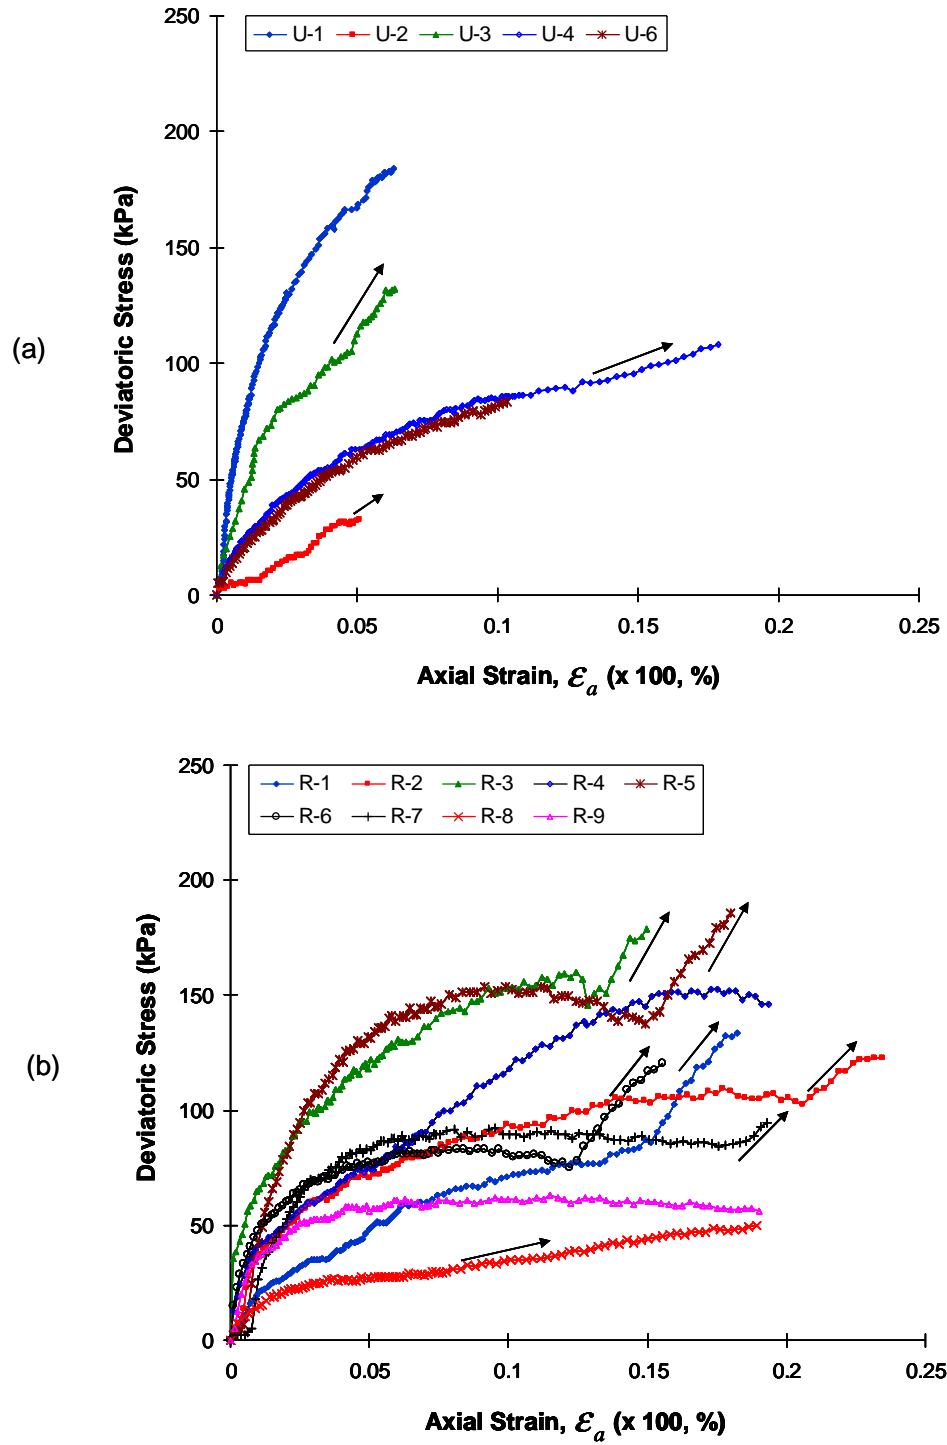 250
U-1 U-2 U-3 U-4 U-6
200
150
(a)
Deviatoric Stress (kPa)
100
50
0
0 0.05 0.1 0.15 0.2 0.25
Axial Strain, ℰa (x 100, %)
250
R-1 R-2 R-3 R-4 R-5
R-6 R-7 R-8 R-9
200
150
(b)
Deviatoric Stress (kPa)
100
50
0
0 0.05 0.1 0.15 0.2 0.25
Axial Strain, ℰa (x 100, %)